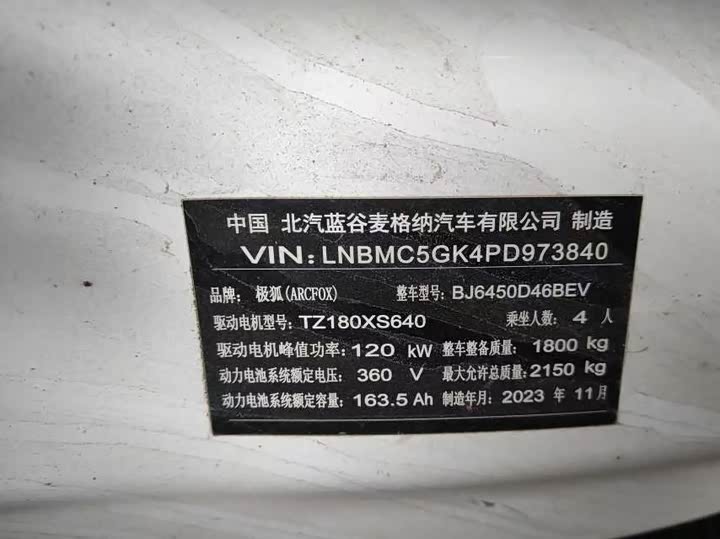 中国 北汽蓝谷麦格纳汽车有限公司 制造
VIN: LNBMC5GK4PD973840
品牌: 极狐(ARCFOX) 整车型号: BJ6450D46BEV
驱动电机型号: TZ180XS640 乘坐人数: 4 人
驱动电机峰值功率: 120 kW 整车整备质量: 1800 kg
动力电池系统额定电压: 360 V 最大允许总质量: 2150 kg
动力电池系统额定容量: 163.5 Ah 制造年月: 2023 年 11 月